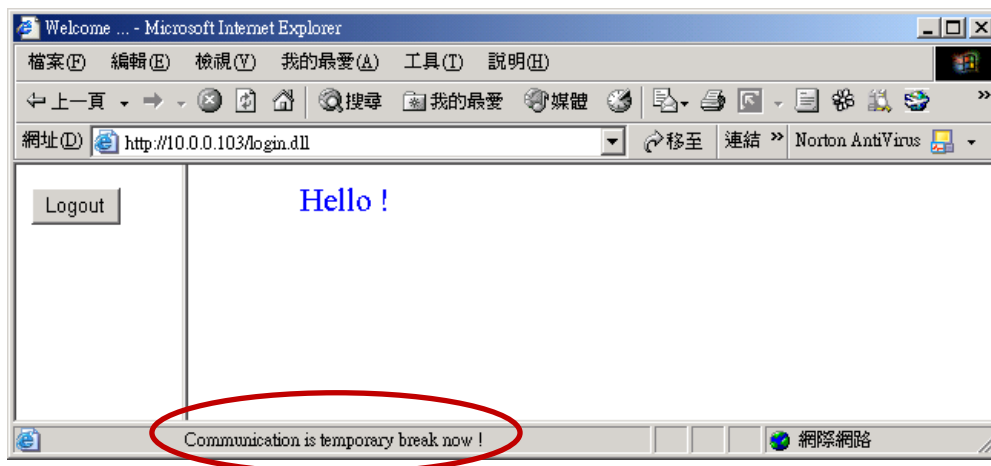 Welcome ... - Microsoft Internet Explorer
檔案(F) 編輯(E) 檢視(V) 我的最愛(A) 工具(T) 說明(H)
上一頁 搜尋 我的最愛 媒體 »
網址(D) http://10.0.0.103/login.dll 移至 連結 » Norton AntiVirus
Logout
Hello !
Communication is temporary break now ! 網際網路